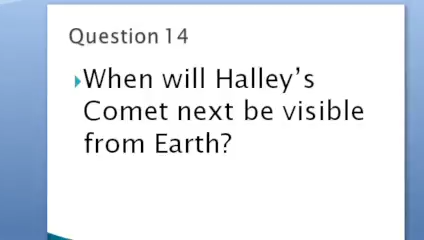 Question 14
When will Halley's
Comet next be visible
from Earth?